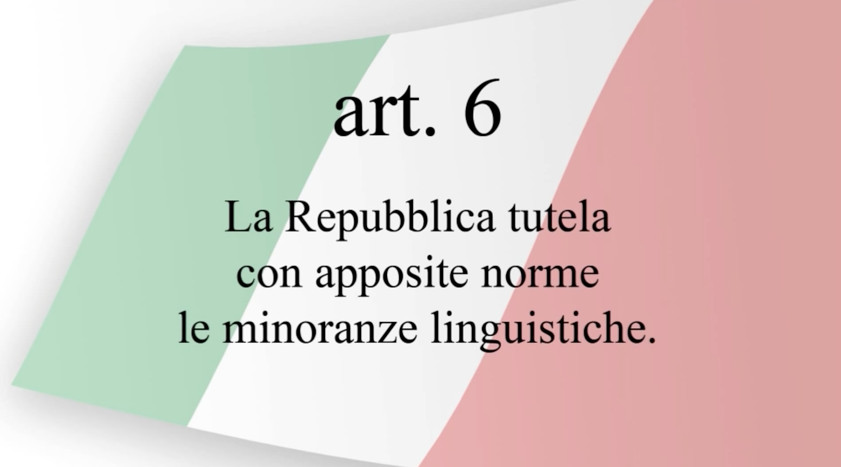 art. 6
La Repubblica tutela
con apposite norme
le minoranze linguistiche.